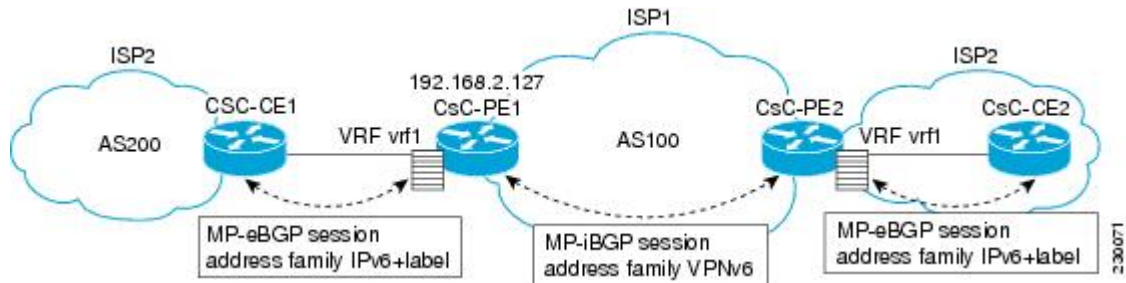 ISP1
ISP2
ISP2
192.168.2.127
CSC-CE1
CsC-PE1
CsC-PE2
CsC-CE2
AS200
VRF vrf1
AS100
VRF vrf1
MP-eBGP session
address family IPv6+label
MP-iBGP session
address family VPNv6
MP-eBGP session
address family IPv6+label
230071